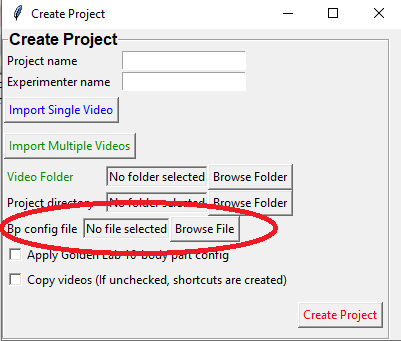 Create Project
Create Project
Project name
Experimenter name
Import Single Video
Import Multiple Videos
Video Folder No folder selected Browse Folder
Project directory No folder selected Browse Folder
Bp config file No file selected Browse File
Apply Golden Lab 10-body part config
Copy videos (If unchecked, shortcuts are created)
Create Project